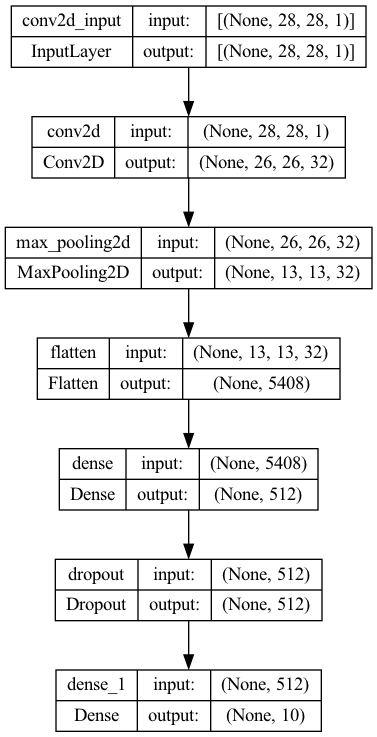 conv2d_input input: [(None, 28, 28, 1)]
InputLayer output: [(None, 28, 28, 1)]
conv2d input: (None, 28, 28, 1)
Conv2D output: (None, 26, 26, 32)
max_pooling2d input: (None, 26, 26, 32)
MaxPooling2D output: (None, 13, 13, 32)
flatten input: (None, 13, 13, 32)
Flatten output: (None, 5408)
dense input: (None, 5408)
Dense output: (None, 512)
dropout input: (None, 512)
Dropout output: (None, 512)
dense_1 input: (None, 512)
Dense output: (None, 10)